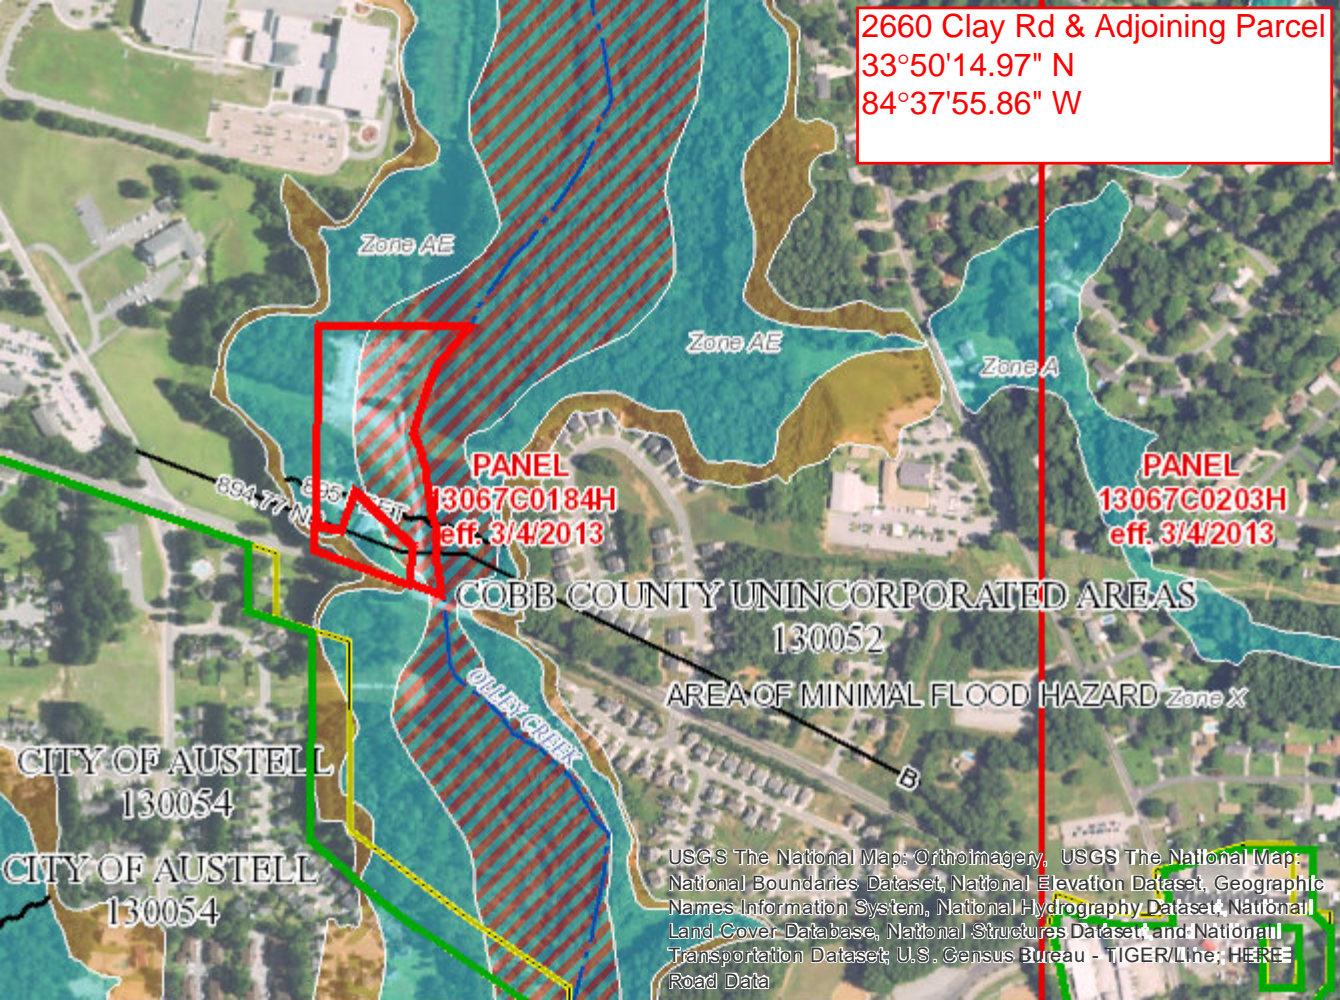 2660 Clay Rd & Adjoining Parcel
33°50'14.97" N
84°37'55.86" W
Zone AE
Zone AE
Zone A
PANEL
13067C0184H
eff. 3/4/2013
PANEL
13067C0203H
eff. 3/4/2013
894.77
895
COBB COUNTY UNINCORPORATED AREAS
130052
AREA OF MINIMAL FLOOD HAZARD Zone X
OLLEY CREEK
B
CITY OF AUSTELL
130054
CITY OF AUSTELL
130054
USGS The National Map: Orthoimagery, USGS The National Map:
National Boundaries Dataset, National Elevation Dataset, Geographic
Names Information System, National Hydrography Dataset, National
Land Cover Database, National Structures Dataset, and National
Transportation Dataset; U.S. Census Bureau - TIGER/Line; HERE
Road Data